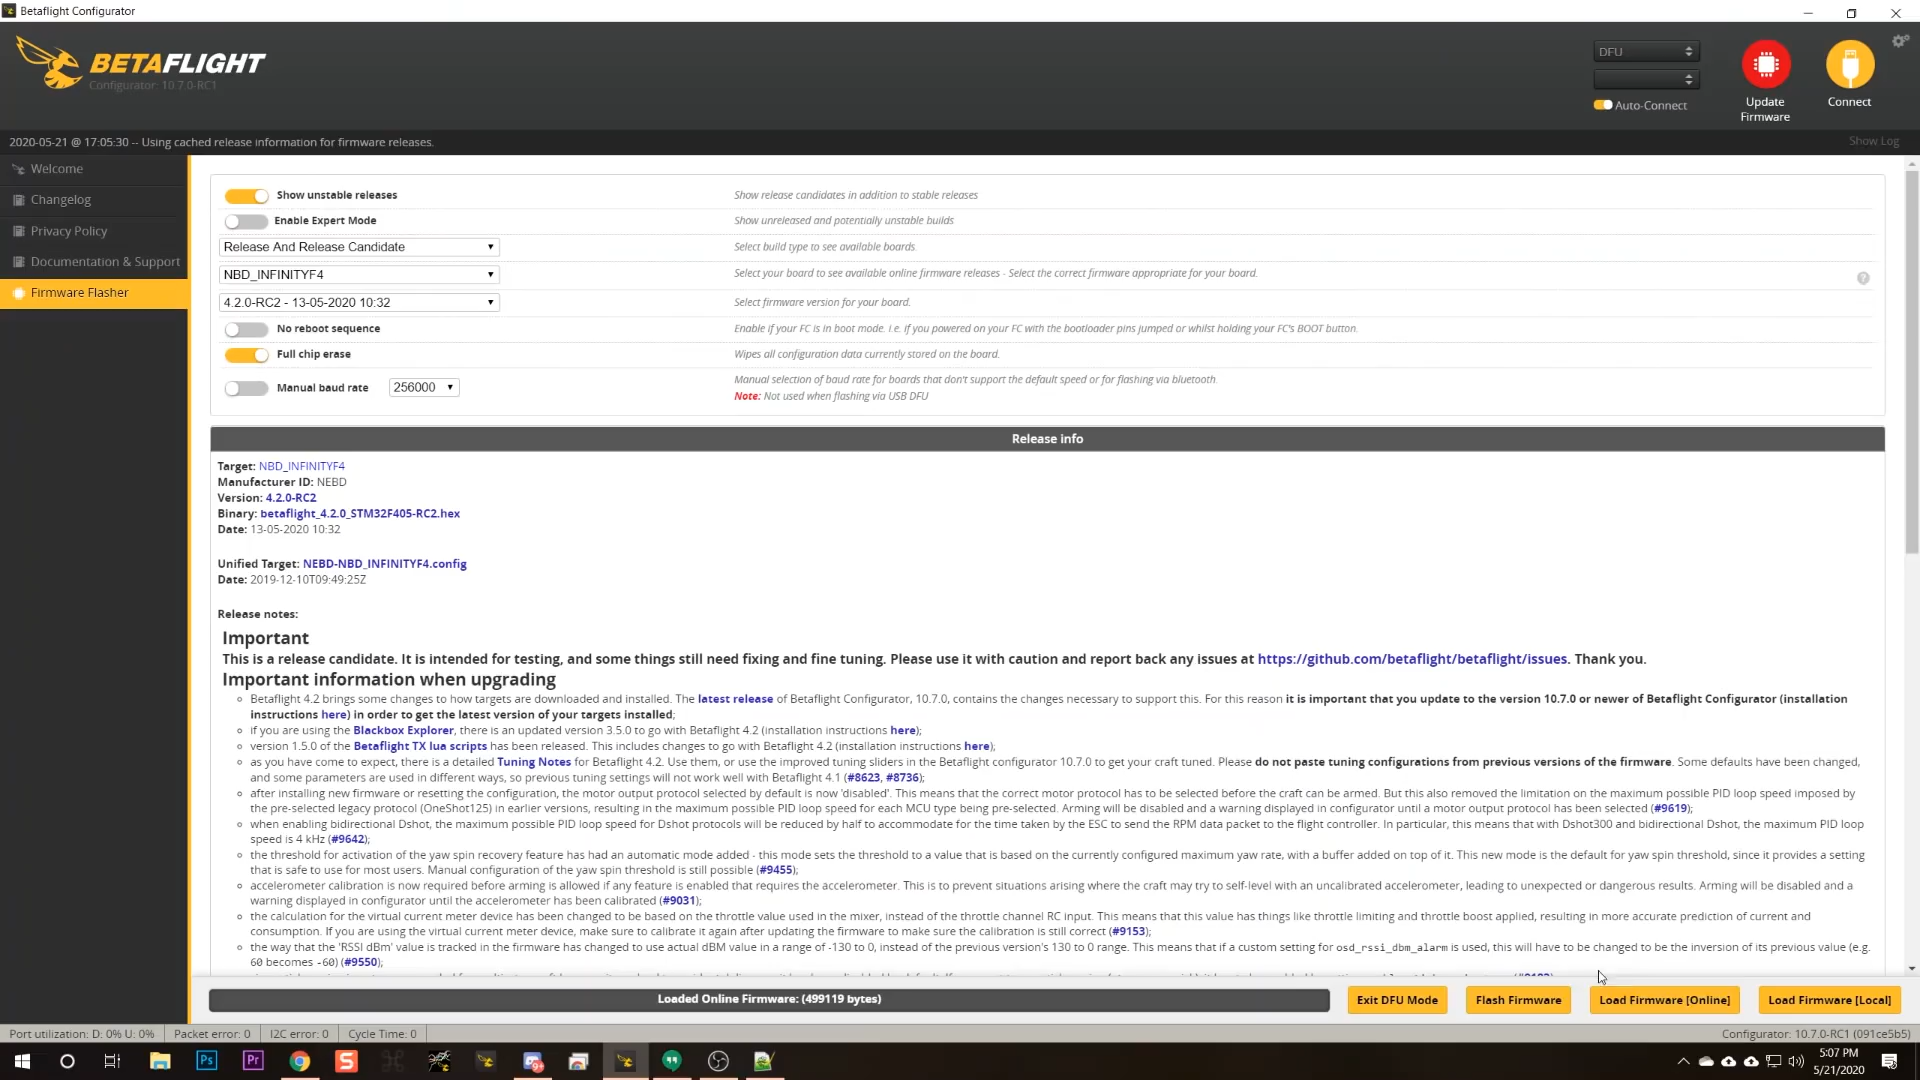 Betaflight Configurator
BETAFLIGHT
Configurator: 10.7.0-RC1
DFU
Auto-Connect
Update
Firmware
Connect
2020-05-21 @ 17:05:30 -- Using cached release information for firmware releases.
Show Log
Welcome
Changelog
Privacy Policy
Documentation & Support
Firmware Flasher
Show unstable releases
Show release candidates in addition to stable releases
Enable Expert Mode
Show unreleased and potentially unstable builds
Release And Release Candidate
Select build type to see available boards.
NBD_INFINITYF4
Select your board to see available online firmware releases - Select the correct firmware appropriate for your board.
4.2.0-RC2 - 13-05-2020 10:32
Select firmware version for your board.
No reboot sequence
Enable if your FC is in boot mode. i.e. if you powered on your FC with the bootloader pins jumped or whilst holding your FC's BOOT button.
Full chip erase
Wipes all configuration data currently stored on the board.
Manual baud rate 256000
Manual selection of baud rate for boards that don't support the default speed or for flashing via bluetooth.
Note: Not used when flashing via USB DFU
Release info
Target: NBD_INFINITYF4
Manufacturer ID: NEBD
Version: 4.2.0-RC2
Binary: betaflight_4.2.0_STM32F405-RC2.hex
Date: 13-05-2020 10:32
Unified Target: NEBD-NBD_INFINITYF4.config
Date: 2019-12-10T09:49:25Z
Release notes:
Important
This is a release candidate. It is intended for testing, and some things still need fixing and fine tuning. Please use it with caution and report back any issues at https://github.com/betaflight/betaflight/issues. Thank you.
Important information when upgrading
Betaflight 4.2 brings some changes to how targets are downloaded and installed. The latest release of Betaflight Configurator, 10.7.0, contains the changes necessary to support this. For this reason it is important that you update to the version 10.7.0 or newer of Betaflight Configurator (installation
instructions here) in order to get the latest version of your targets installed;
if you are using the Blackbox Explorer, there is an updated version 3.5.0 to go with Betaflight 4.2 (installation instructions here);
version 1.5.0 of the Betaflight TX lua scripts has been released. This includes changes to go with Betaflight 4.2 (installation instructions here);
as you have come to expect, there is a detailed Tuning Notes for Betaflight 4.2. Use them, or use the improved tuning sliders in the Betaflight configurator 10.7.0 to get your craft tuned. Please do not paste tuning configurations from previous versions of the firmware. Some defaults have been changed,
and some parameters are used in different ways, so previous tuning settings will not work well with Betaflight 4.1 (#8623, #8736);
after installing new firmware or resetting the configuration, the motor output protocol selected by default is now 'disabled'. This means that the correct motor protocol has to be selected before the craft can be armed. But this also removed the limitation on the maximum possible PID loop speed imposed by
the pre-selected legacy protocol (OneShot125) in earlier versions, resulting in the maximum possible PID loop speed for each MCU type being pre-selected. Arming will be disabled and a warning displayed in configurator until a motor output protocol has been selected (#9619);
when enabling bidirectional Dshot, the maximum possible PID loop speed for Dshot protocols will be reduced by half to accommodate for the time taken by the ESC to send the RPM data packet to the flight controller. In particular, this means that with Dshot300 and bidirectional Dshot, the maximum PID loop
speed is 4 kHz (#9642);
the threshold for activation of the yaw spin recovery feature has had an automatic mode added - this mode sets the threshold to a value that is based on the currently configured maximum yaw rate, with a buffer added on top of it. This new mode is the default for yaw spin threshold, since it provides a setting
that is safe to use for most users. Manual configuration of the yaw spin threshold is still possible (#9455);
accelerometer calibration is now required before arming is allowed if any feature is enabled that requires the accelerometer. This is to prevent situations arising where the craft may try to self-level with an uncalibrated accelerometer, leading to unexpected or dangerous results. Arming will be disabled and a
warning displayed in configurator until the accelerometer has been calibrated (#9031);
the calculation for the virtual current meter device has been changed to be based on the throttle value used in the mixer, instead of the throttle channel RC input. This means that this value has things like throttle limiting and throttle boost applied, resulting in more accurate prediction of current and
consumption. If you are using the virtual current meter device, make sure to calibrate it again after updating the firmware to make sure the calibration is still correct (#9153);
the way that the 'RSSI dBm' value is tracked in the firmware has changed to use actual dBM value in a range of -130 to 0, instead of the previous version's 130 to 0 range. This means that if a custom setting for osd_rssi_dbm_alarm is used, this will have to be changed to be the inversion of its previous value (e.g.
60 becomes -60) (#9550);
Loaded Online Firmware: (499119 bytes)
Exit DFU Mode
Flash Firmware
Load Firmware [Online]
Load Firmware [Local]
Port utilization: D: 0% U: 0%
Packet error: 0
I2C error: 0
Cycle Time: 0
Configurator: 10.7.0-RC1 (091ce5b5)
Ps
Pr
S
9+
5:07 PM
5/21/2020